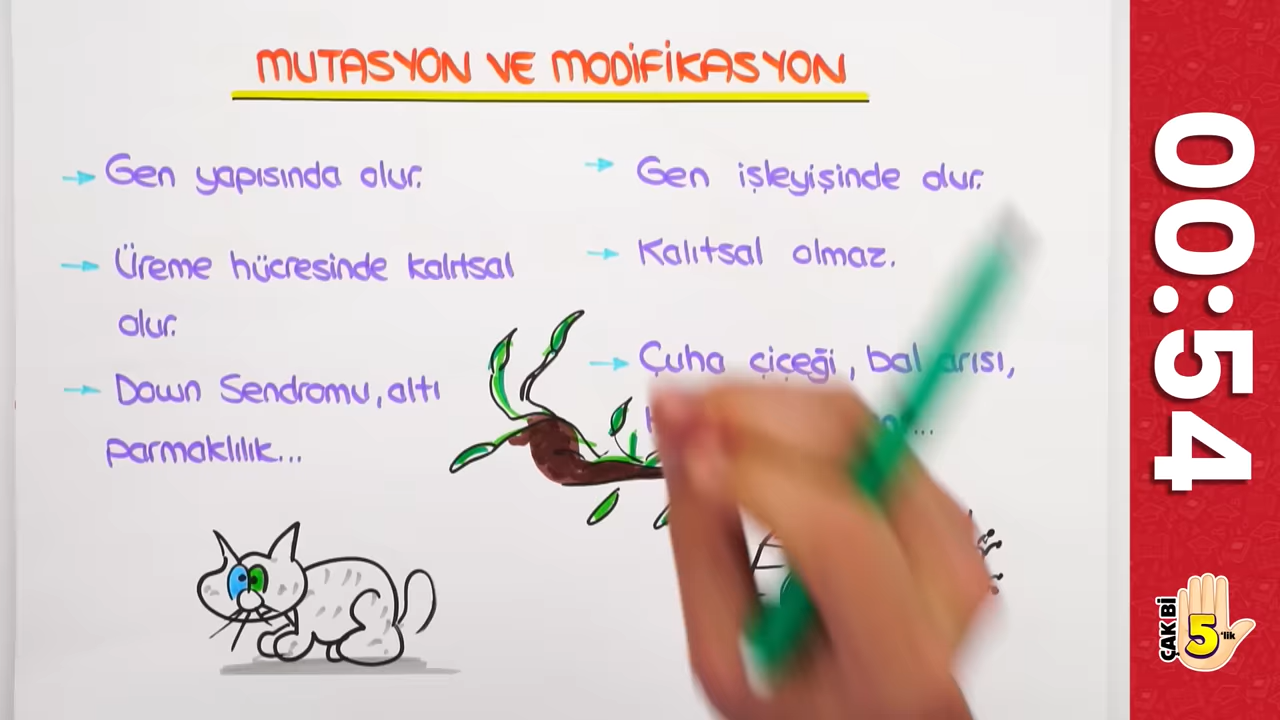 MUTASYON VE MODİFİKASYON
→ Gen yapısında olur.
→ Üreme hücresinde kalıtsal
olur.
→ Down Sendromu, altı
parmaklılık...
→ Gen işleyişinde olur.
→ Kalıtsal olmaz.
→ Çuha çiçeği, bal arısı,
00:54
ÇAK Bİ
5'lik